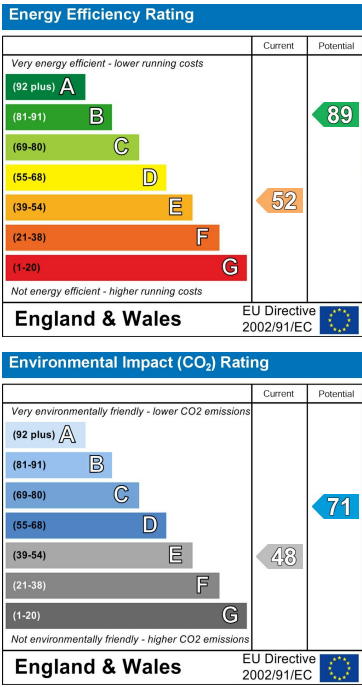 Energy Efficiency Rating
Current Potential
Very energy efficient - lower running costs
(92 plus) A
(81-91) B
89
(69-80) C
(55-68) D
(39-54) E
52
(21-38) F
(1-20) G
Not energy efficient - higher running costs
England & Wales
EU Directive
2002/91/EC
Environmental Impact (CO₂) Rating
Current Potential
Very environmentally friendly - lower CO2 emissions
(92 plus) A
(81-91) B
(69-80) C
71
(55-68) D
(39-54) E
48
(21-38) F
(1-20) G
Not environmentally friendly - higher CO2 emissions
England & Wales
EU Directive
2002/91/EC